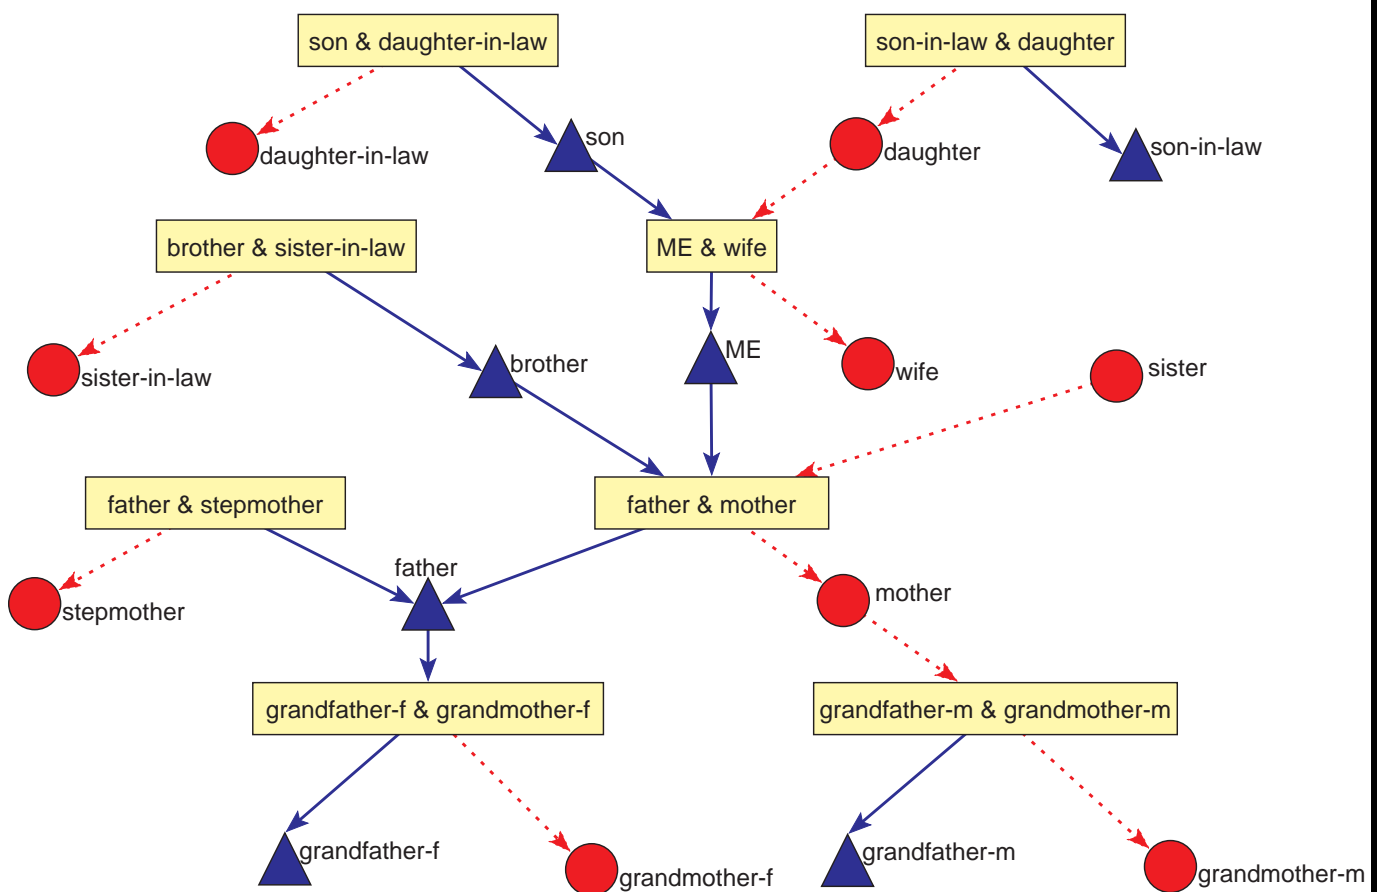 son & daughter-in-law
son-in-law & daughter
son
daughter-in-law
daughter
son-in-law
brother & sister-in-law
ME & wife
ME
brother
wife
sister
sister-in-law
father & stepmother
father & mother
father
stepmother
mother
grandfather-f & grandmother-f
grandfather-m & grandmother-m
grandfather-f
grandmother-f
grandfather-m
grandmother-m